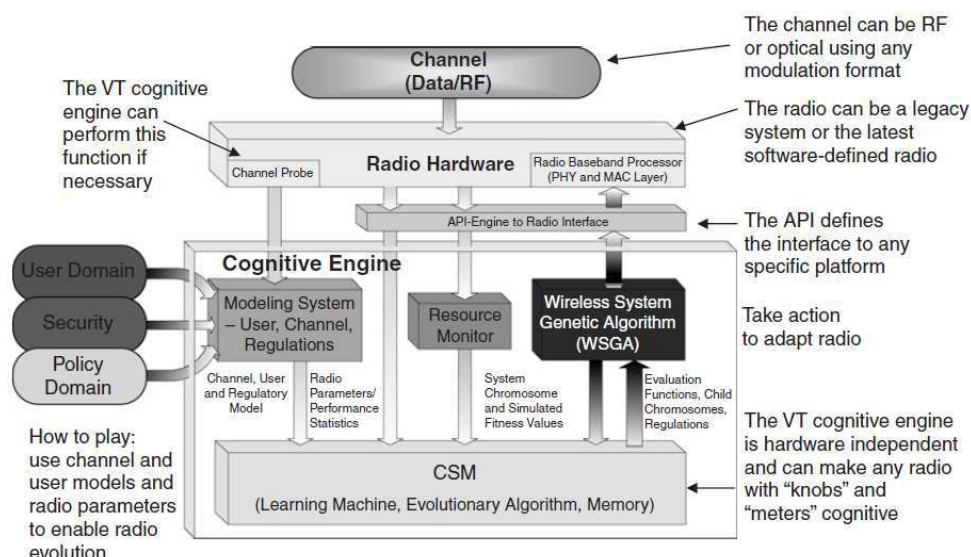 The channel can be RF
or optical using any
modulation format
Channel
(Data/RF)
The VT cognitive
engine can
perform this
function if
necessary
The radio can be a legacy
system or the latest
software-defined radio
Channel Probe
Radio Hardware
Radio Baseband Processor
(PHY and MAC Layer)
API-Engine to Radio Interface
The API defines
the interface to any
specific platform
Cognitive Engine
User Domain
Security
Policy
Domain
Modeling System
– User, Channel,
Regulations
Resource
Monitor
Wireless System
Genetic Algorithm
(WSGA)
Take action
to adapt radio
Channel, User
and Regulatory
Model
Radio
Parameters/
Performance
Statistics
System
Chromosome
and Simulated
Fitness Values
Evaluation
Functions, Child
Chromosomes,
Regulations
How to play:
use channel and
user models and
radio parameters
to enable radio
evolution
CSM
(Learning Machine, Evolutionary Algorithm, Memory)
The VT cognitive engine
is hardware independent
and can make any radio
with “knobs” and
“meters” cognitive